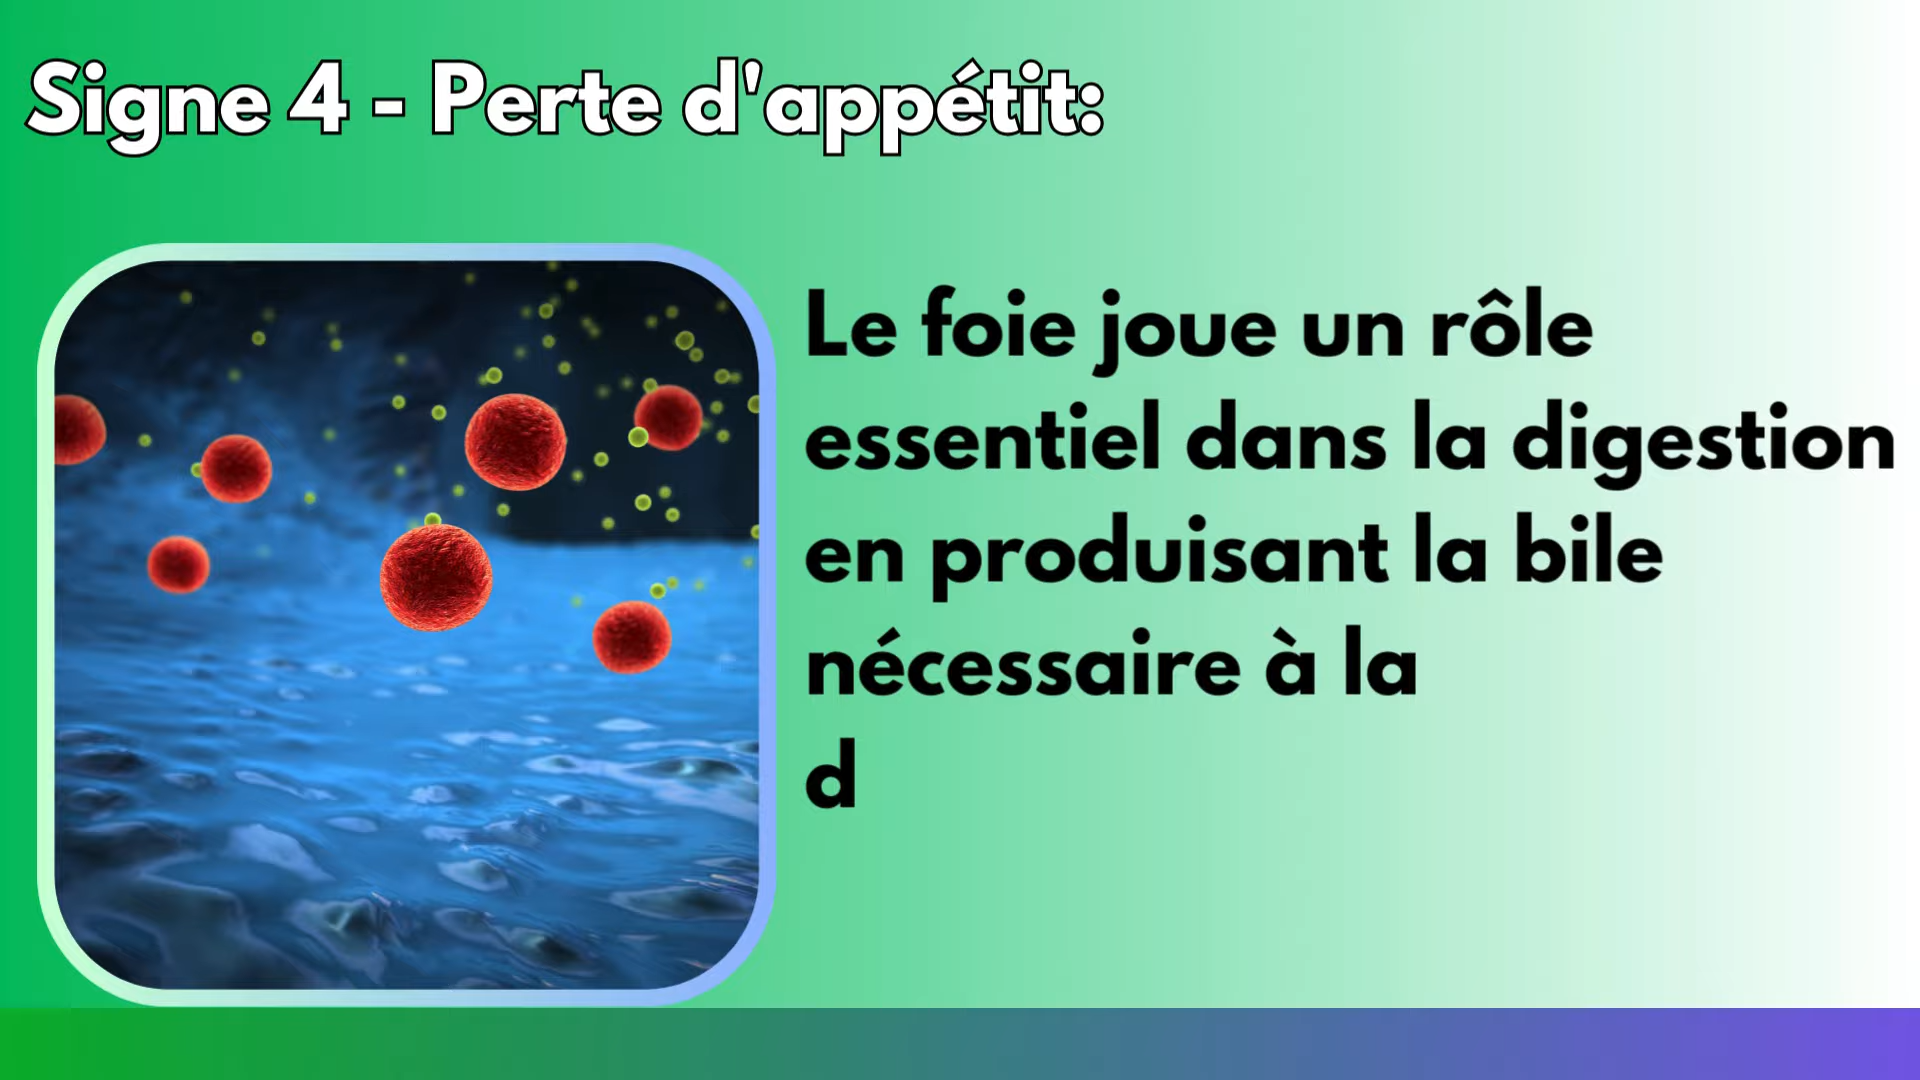 Signe 4 - Perte d'appétit:
Le foie joue un rôle
essentiel dans la digestion
en produisant la bile
nécessaire à la
d